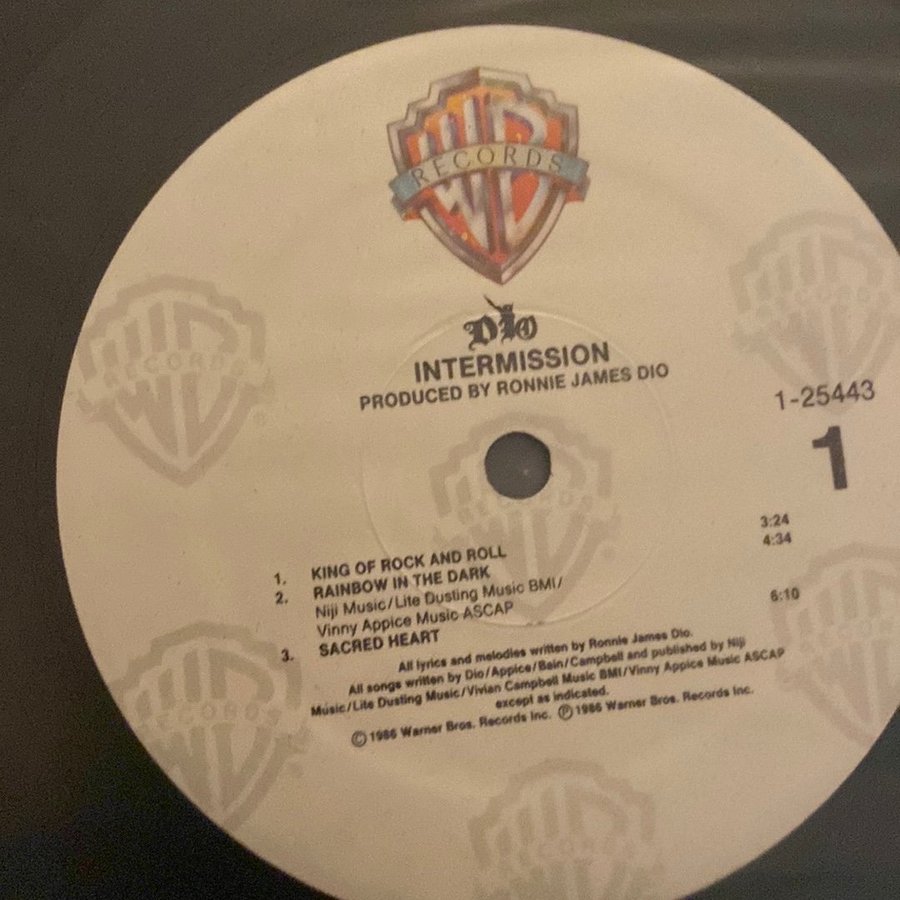 RECORDS
DIO
INTERMISSION
PRODUCED BY RONNIE JAMES DIO
1-25443
1
1. KING OF ROCK AND ROLL 3:24
2. RAINBOW IN THE DARK 4:34
Niji Music/Lite Dusting Music BMI/
Vinny Appice Music ASCAP
3. SACRED HEART 6:10
All lyrics and melodies written by Ronnie James Dio.
All songs written by Dio/Appice/Bain/Campbell and published by Niji
Music/Lite Dusting Music/Vivian Campbell Music BMI/Vinny Appice Music ASCAP
except as indicated.
©1986 Warner Bros. Records Inc. ℗1986 Warner Bros. Records Inc.